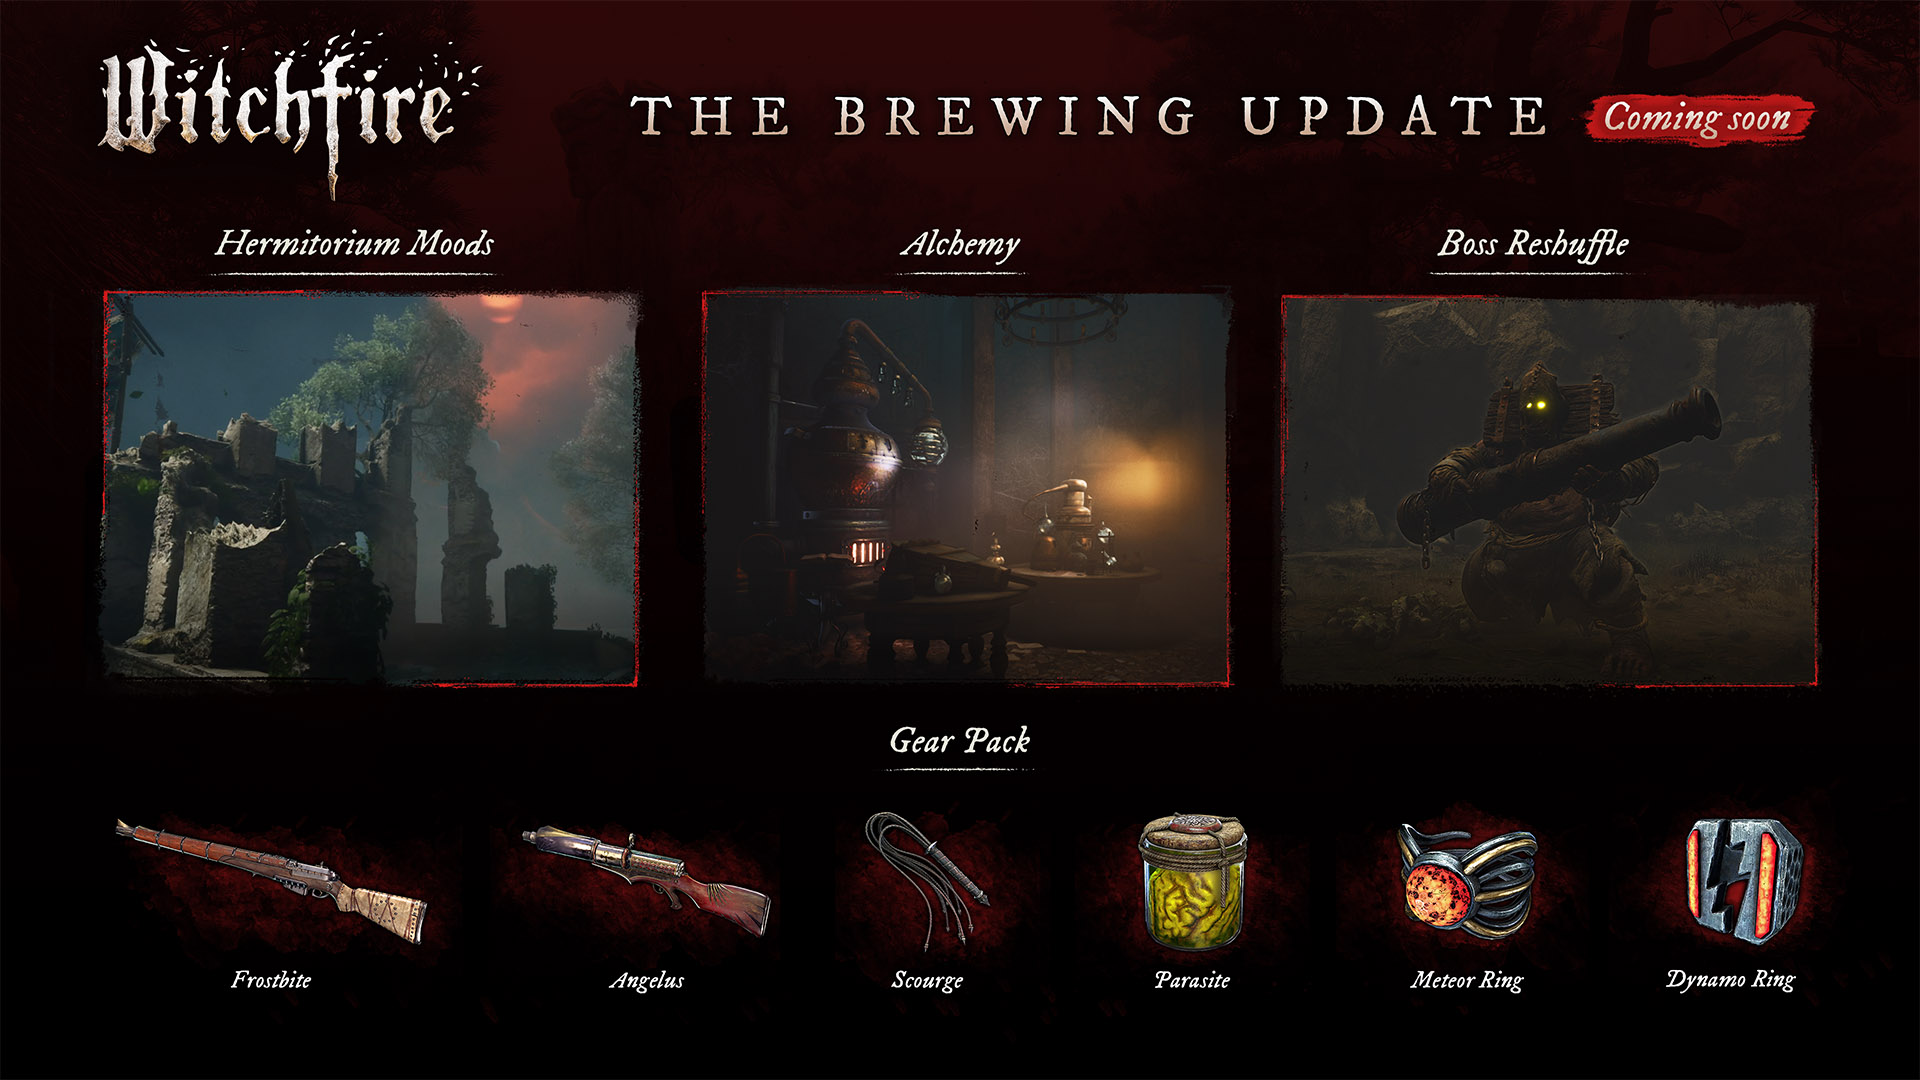 Witchfire
THE BREWING UPDATE
Coming soon
Hermitorium Moods
Alchemy
Boss Reshuffle
Gear Pack
Frostbite
Angelus
Scourge
Parasite
Meteor Ring
Dynamo Ring